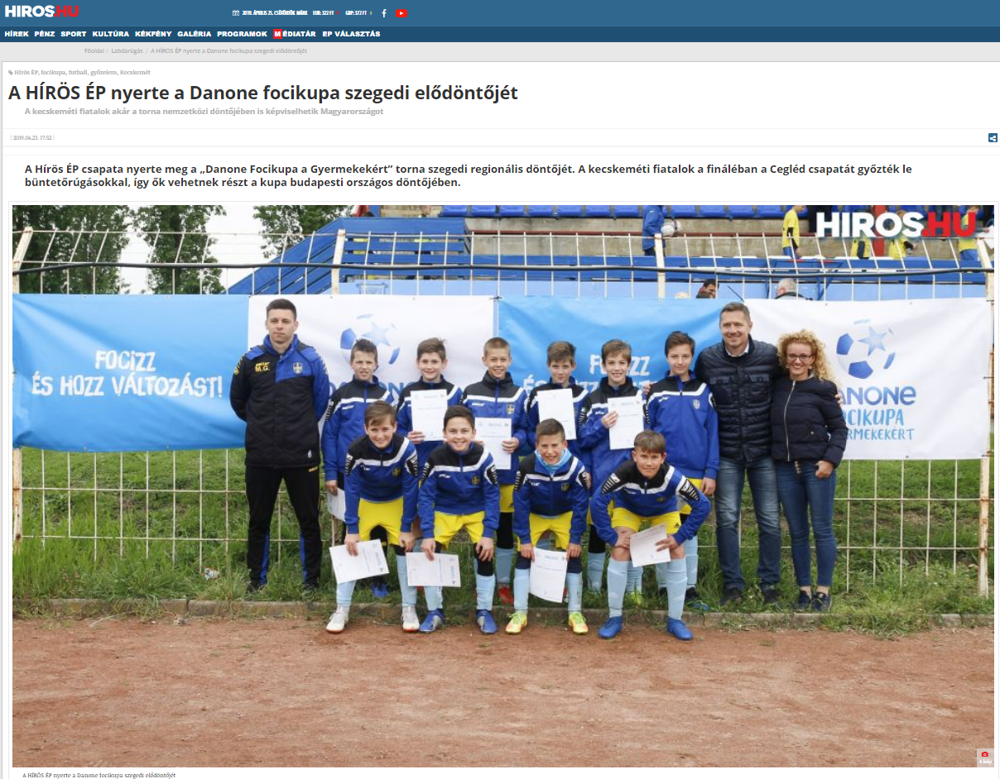 HIROS.HU
2019. ÁPRILIS 25. CSÜTÖRTÖK MÁRK EUR: 322 FT GBP: 372 FT
HÍREK PÉNZ SPORT KULTÚRA KÉKFÉNY GALÉRIA PROGRAMOK MÉDIATÁR EP VÁLASZTÁS
Főoldal / Labdarúgás / A HÍRÖS ÉP nyerte a Danone focikupa szegedi elődöntőjét
Hírös ÉP, focikupa, futball, győzelem, Kecskemét
A HÍRÖS ÉP nyerte a Danone focikupa szegedi elődöntőjét
A kecskeméti fiatalok akár a torna nemzetközi döntőjében is képviselhetik Magyarországot
| 2019.04.23. 17:52 |
A Hírös ÉP csapata nyerte meg a „Danone Focikupa a Gyermekekért” torna szegedi regionális döntőjét. A kecskeméti fiatalok a fináléban a Cegléd csapatát győzték le
büntetőrúgásokkal, így ők vehetnek részt a kupa budapesti országos döntőjében.
HIROS.HU
FOCIZZ
ÉS HOZZ VÁLTOZÁST!
M.G.
FOCIZZ
ANONE
CIKUPA
RMEKEKÉRT
4 kép
A HÍRÖS ÉP nyerte a Danone focikupa szegedi elődöntőjét